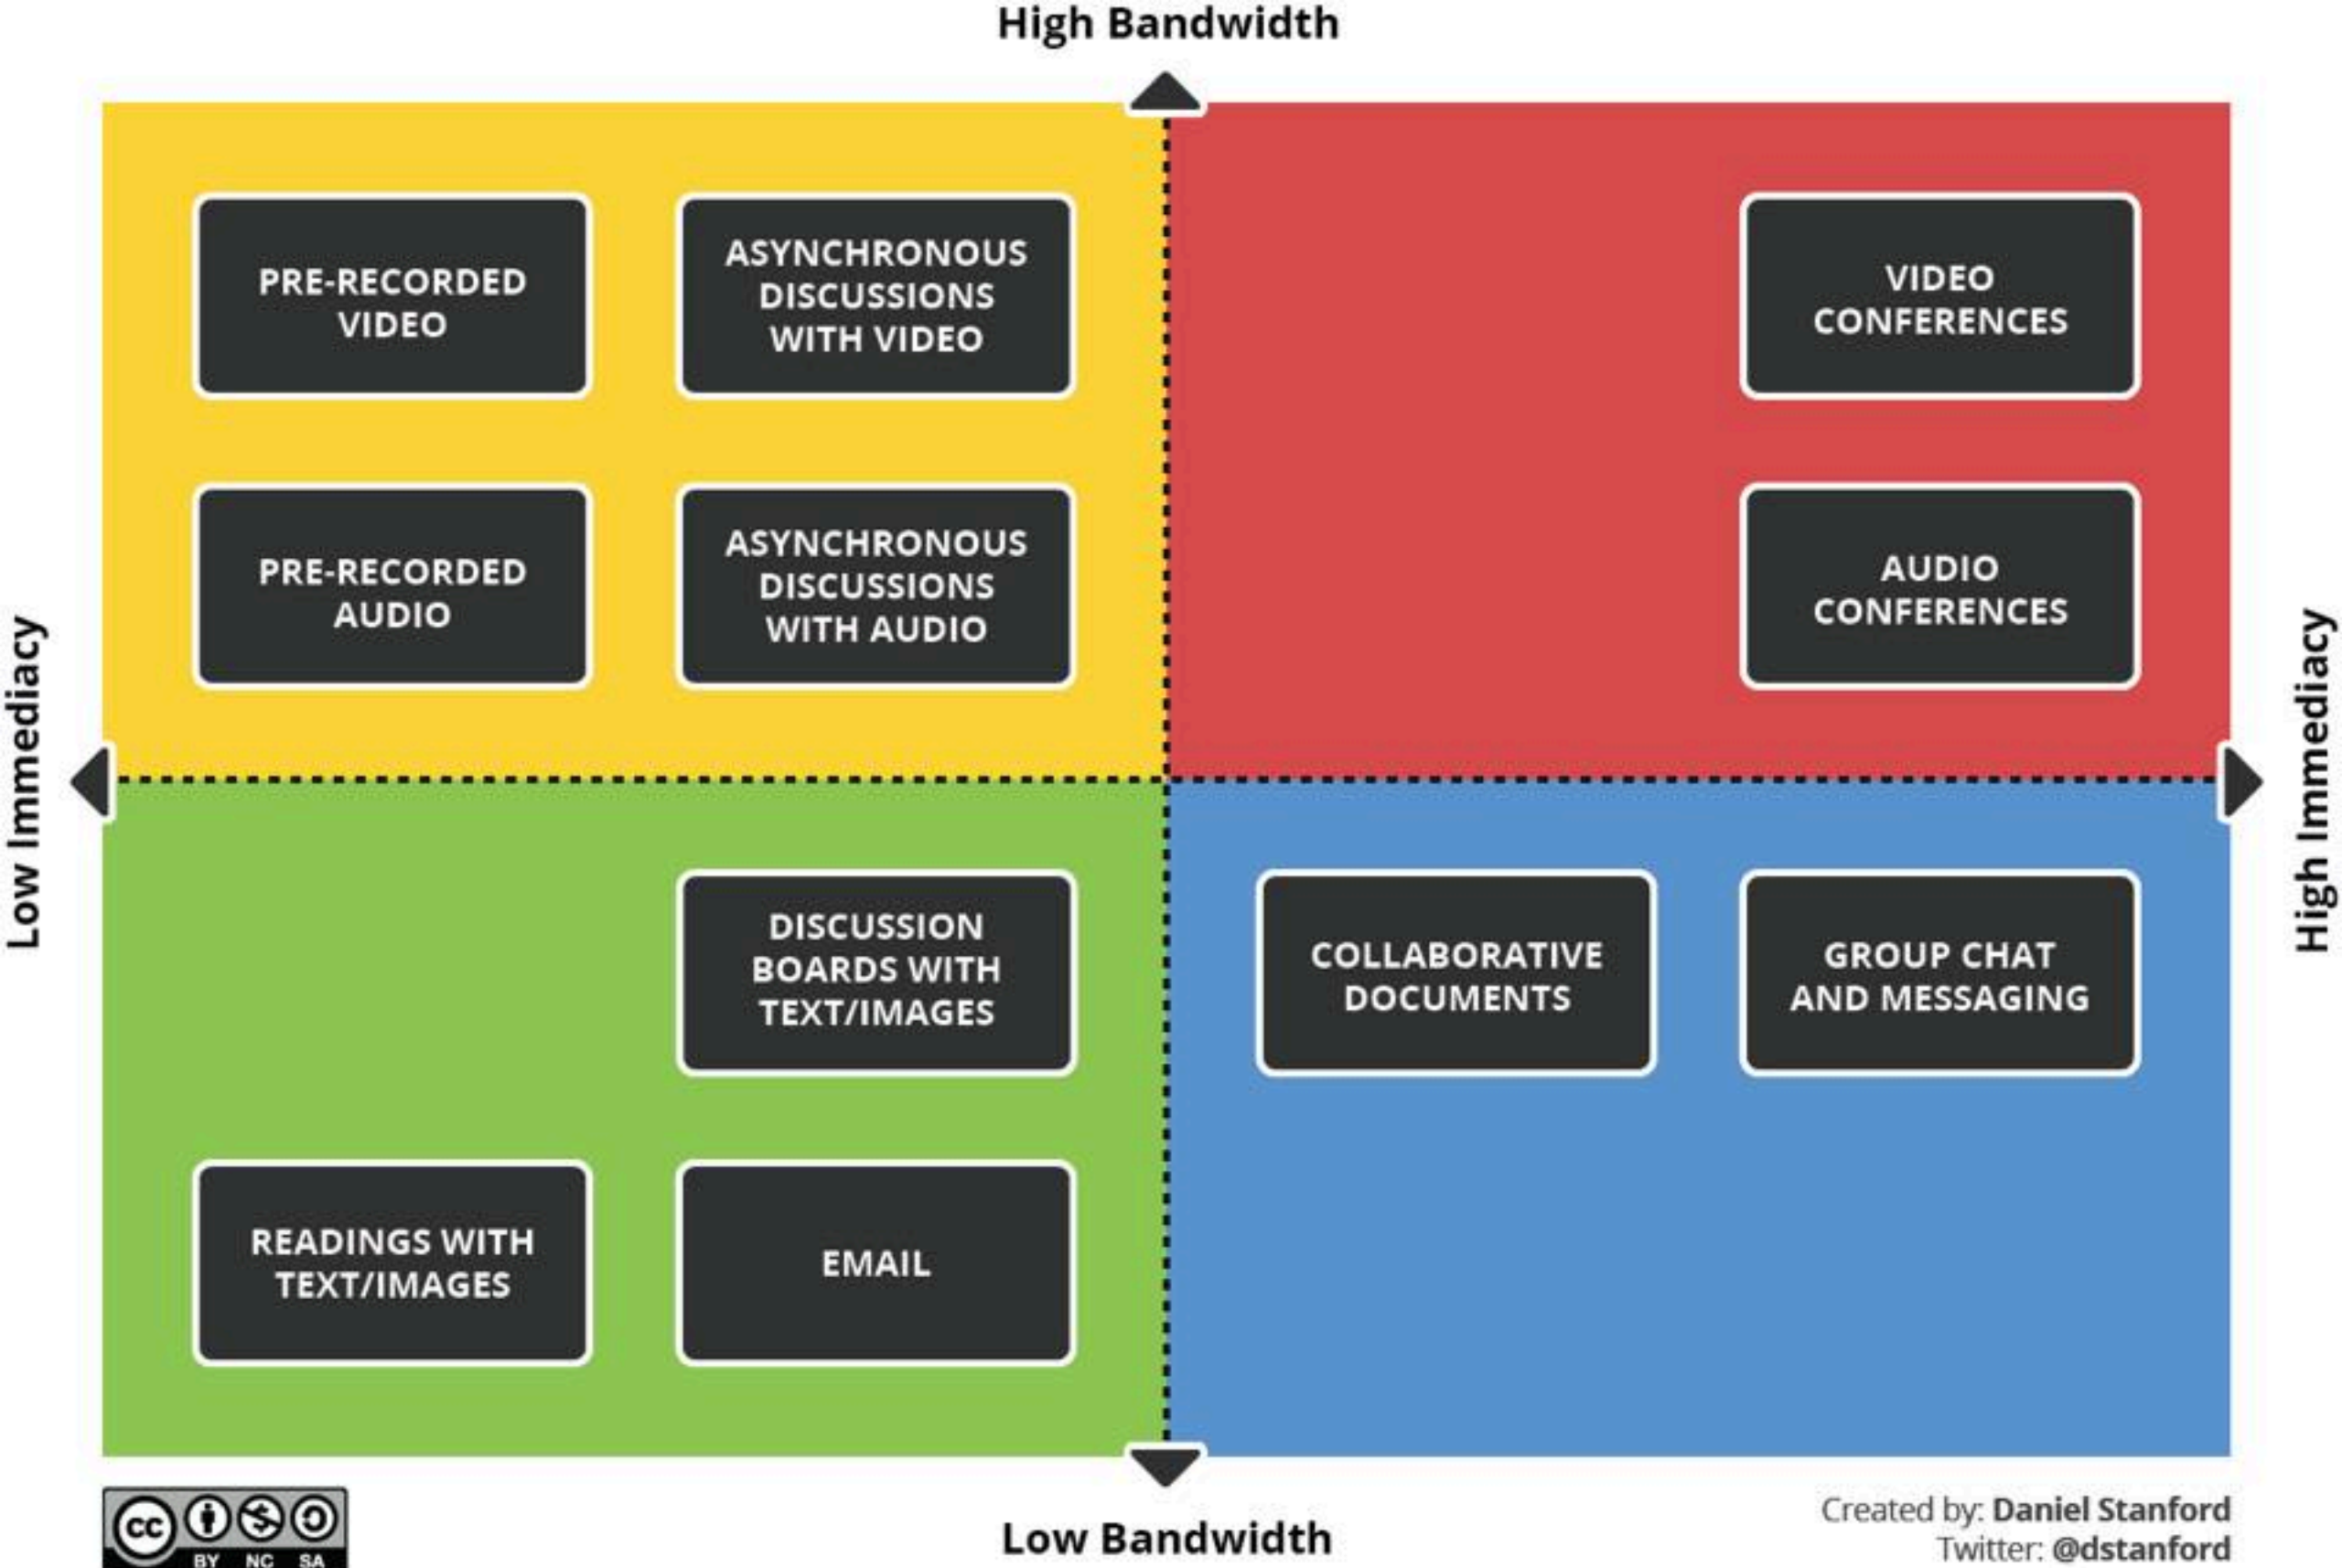 High Bandwidth
PRE-RECORDED
VIDEO
ASYNCHRONOUS
DISCUSSIONS
WITH VIDEO
VIDEO
CONFERENCES
PRE-RECORDED
AUDIO
ASYNCHRONOUS
DISCUSSIONS
WITH AUDIO
AUDIO
CONFERENCES
Low Immediacy
High Immediacy
DISCUSSION
BOARDS WITH
TEXT/IMAGES
COLLABORATIVE
DOCUMENTS
GROUP CHAT
AND MESSAGING
READINGS WITH
TEXT/IMAGES
EMAIL
Low Bandwidth
cc
BY NC SA
Created by: Daniel Stanford
Twitter: @dstanford